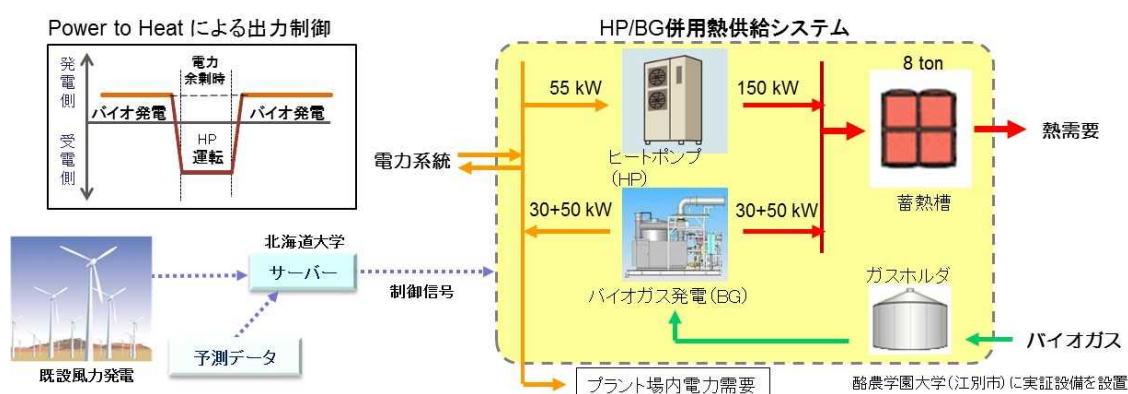 Power to Heat による出力制御
発電側
受電側
電力
余剰時
バイオ発電
バイオ発電
HP
運転
HP/BG併用熱供給システム
電力系統
55 kW
150 kW
ヒートポンプ
(HP)
30+50 kW
30+50 kW
バイオガス発電(BG)
8 ton
蓄熱槽
熱需要
ガスホルダ
バイオガス
北海道大学
サーバー
制御信号
予測データ
既設風力発電
プラント場内電力需要
酪農学園大学(江別市)に実証設備を設置